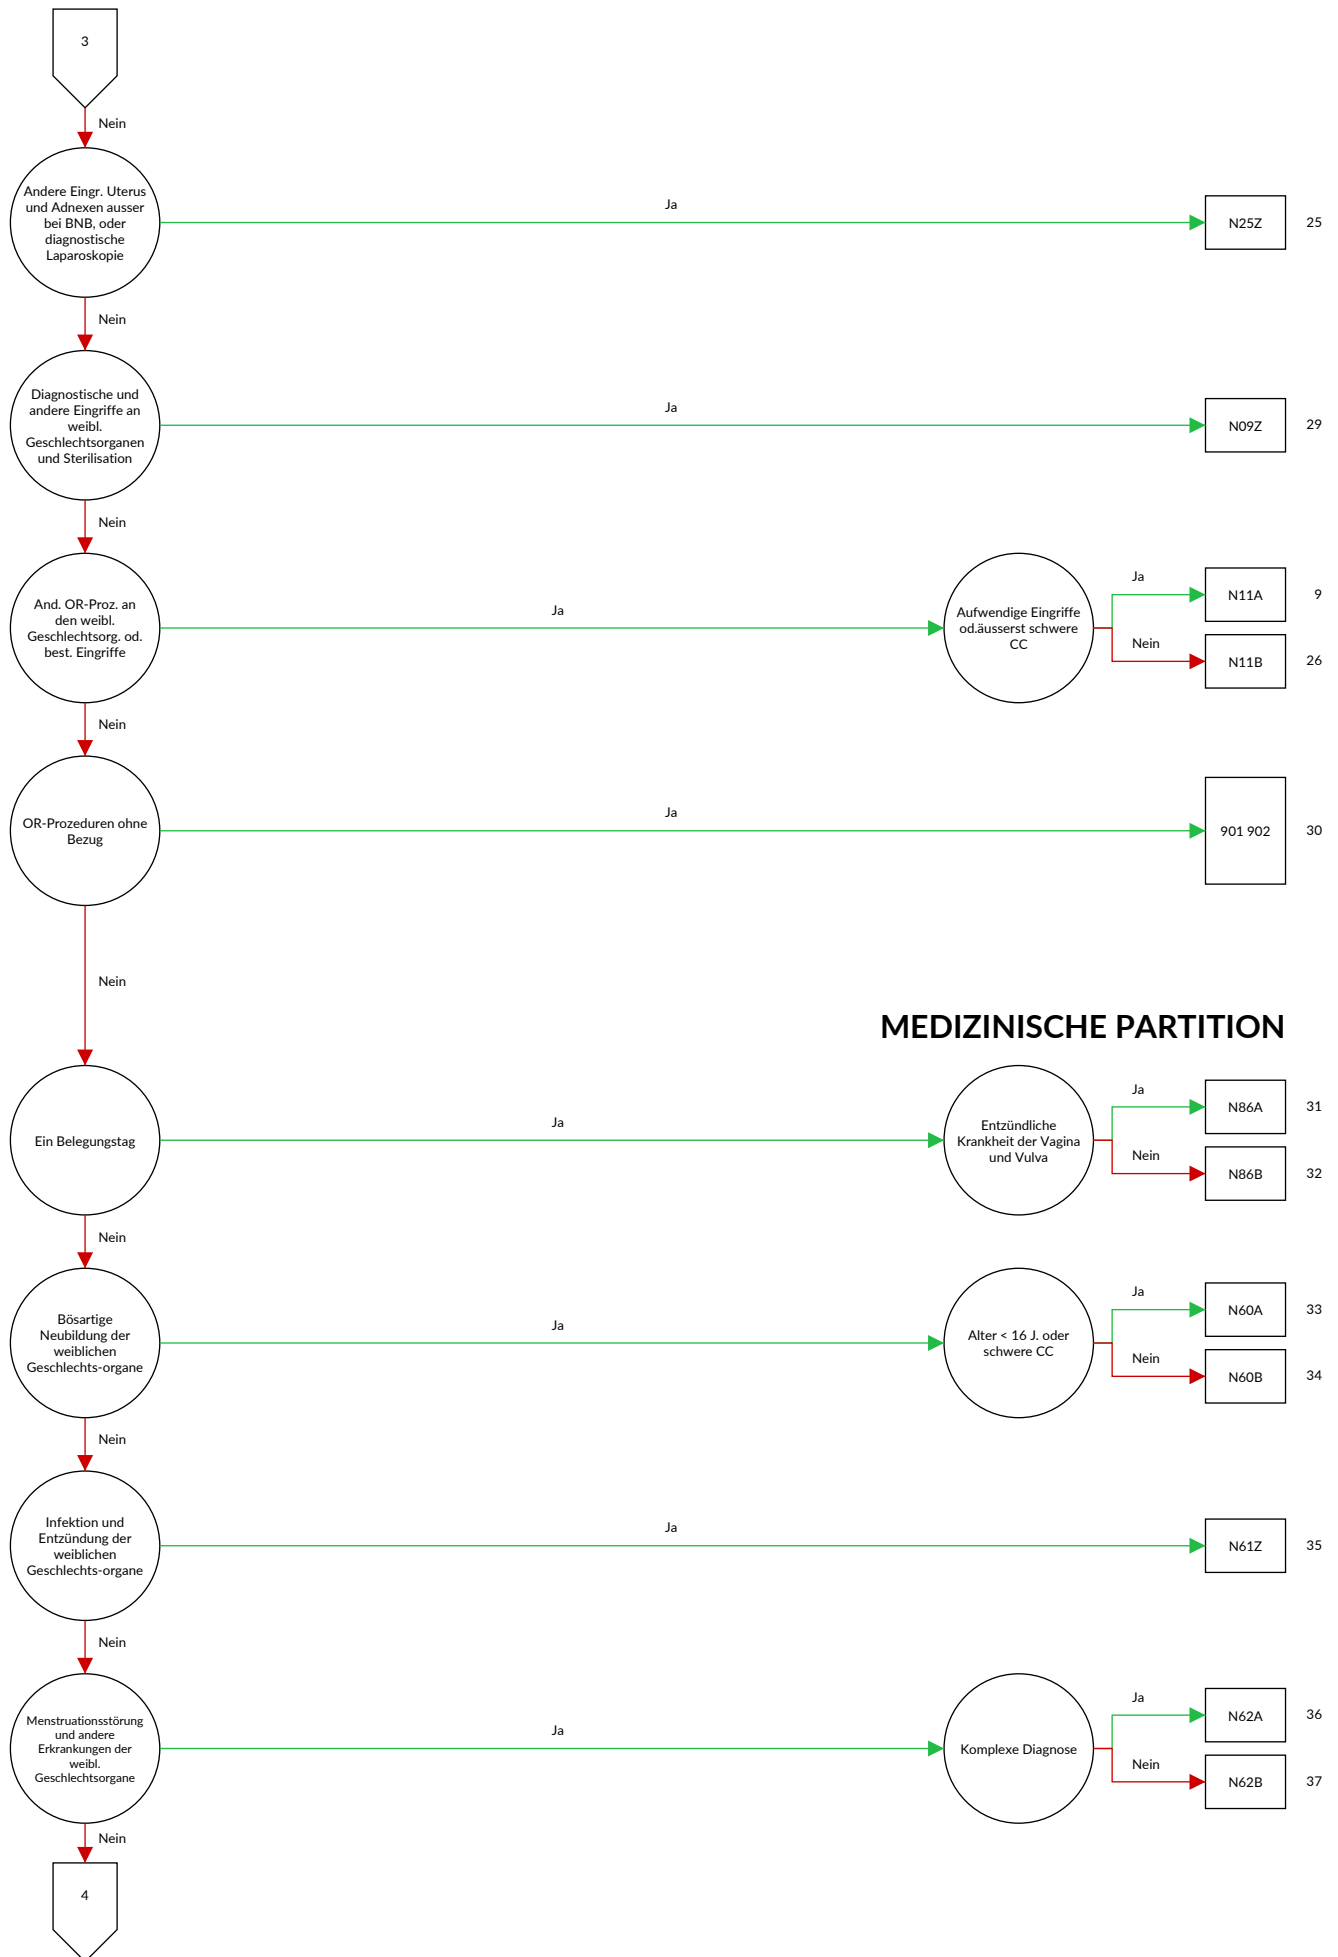 3
Nein
Andere Eingr. Uterus
und Adnexen ausser
bei BNB, oder
diagnostische
Laparoskopie
Ja
N25Z
25
Nein
Diagnostische und
andere Eingriffe an
weibl.
Geschlechtsorganen
und Sterilisation
Ja
N09Z
29
Nein
And. OR-Proz. an
den weibl.
Geschlechtsorg. od.
best. Eingriffe
Ja
Aufwendige Eingriffe
od.äusserst schwere
CC
Ja
N11A
9
Nein
N11B
26
Nein
OR-Prozeduren ohne
Bezug
Ja
901 902
30
Nein
MEDIZINISCHE PARTITION
Ein Belegungstag
Ja
Entzündliche
Krankheit der Vagina
und Vulva
Ja
N86A
31
Nein
N86B
32
Nein
Bösartige
Neubildung der
weiblichen
Geschlechts-organe
Ja
Alter < 16 J. oder
schwere CC
Ja
N60A
33
Nein
N60B
34
Nein
Infektion und
Entzündung der
weiblichen
Geschlechts-organe
Ja
N61Z
35
Nein
Menstruationsstörung
und andere
Erkrankungen der
weibl.
Geschlechtsorgane
Ja
Komplexe Diagnose
Ja
N62A
36
Nein
N62B
37
Nein
4